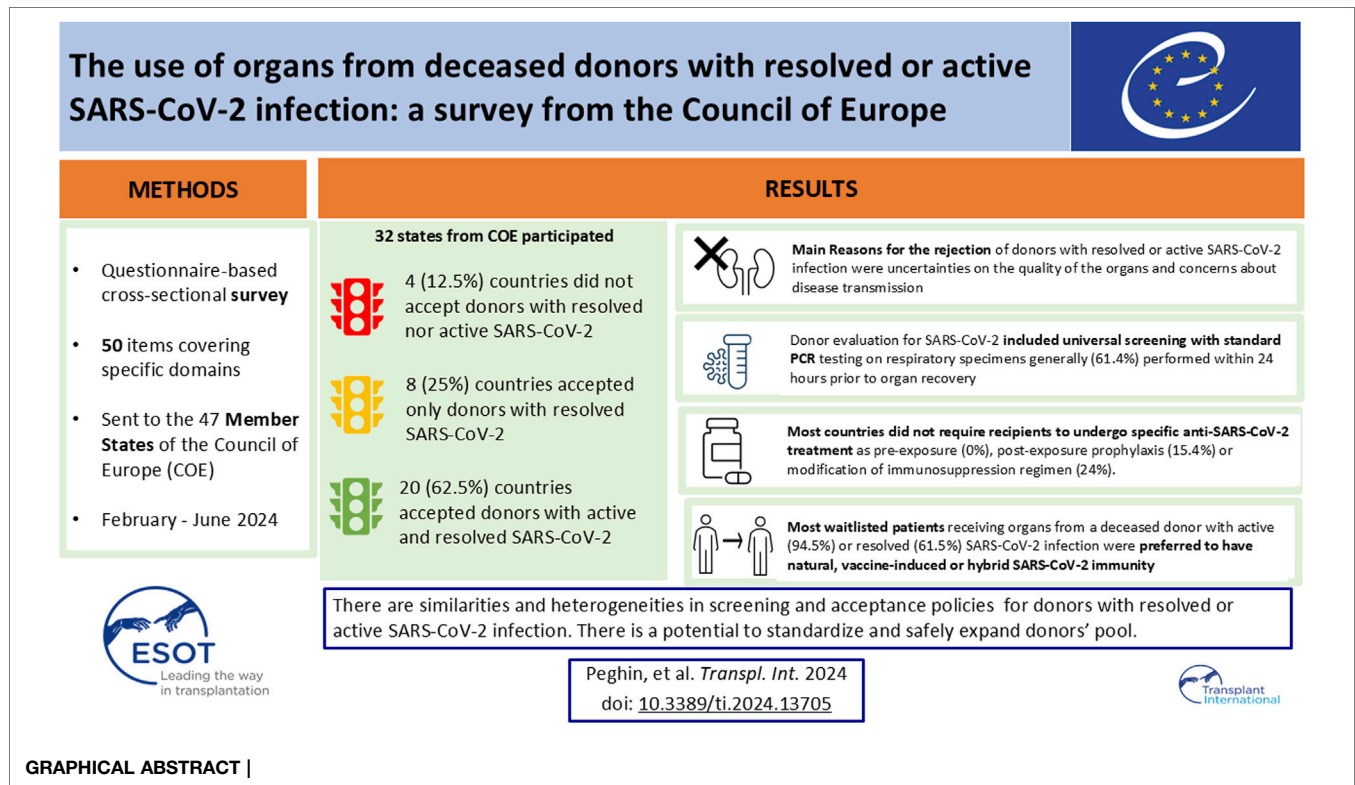 The use of organs from deceased donors with resolved or active
SARS-CoV-2 infection: a survey from the Council of Europe
METHODS
• Questionnaire-based
cross-sectional survey
• 50 items covering
specific domains
• Sent to the 47 Member
States of the Council of
Europe (COE)
• February - June 2024
RESULTS
32 states from COE participated
4 (12.5%) countries did not
accept donors with resolved
nor active SARS-CoV-2
8 (25%) countries accepted
only donors with resolved
SARS-CoV-2
20 (62.5%) countries
accepted donors with active
and resolved SARS-CoV-2
Main Reasons for the rejection of donors with resolved or active SARS-CoV-2
infection were uncertainties on the quality of the organs and concerns about
disease transmission
Donor evaluation for SARS-CoV-2 included universal screening with standard
PCR testing on respiratory specimens generally (61.4%) performed within 24
hours prior to organ recovery
Most countries did not require recipients to undergo specific anti-SARS-CoV-2
treatment as pre-exposure (0%), post-exposure prophylaxis (15.4%) or
modification of immunosuppression regimen (24%).
Most waitlisted patients receiving organs from a deceased donor with active
(94.5%) or resolved (61.5%) SARS-CoV-2 infection were preferred to have
natural, vaccine-induced or hybrid SARS-CoV-2 immunity
There are similarities and heterogeneities in screening and acceptance policies for donors with resolved or
active SARS-CoV-2 infection. There is a potential to standardize and safely expand donors' pool.
ESOT
Leading the way
in transplantation
Peghin, et al. Transpl. Int. 2024
doi: 10.3389/ti.2024.13705
Transplant
International
GRAPHICAL ABSTRACT |